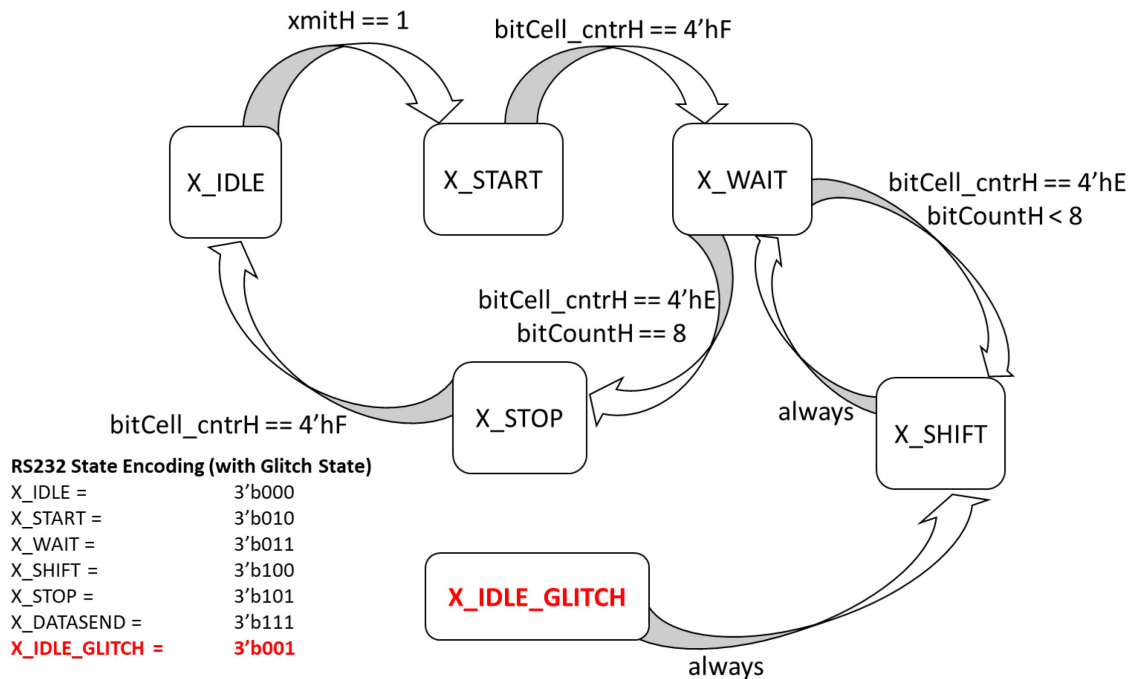 xmitH == 1
bitCell_cntrH == 4'hF
X_IDLE
X_START
X_WAIT
bitCell_cntrH == 4'hE
bitCountH < 8
bitCell_cntrH == 4'hE
bitCountH == 8
X_STOP
always
X_SHIFT
bitCell_cntrH == 4'hF
RS232 State Encoding (with Glitch State)
X_IDLE = 3'b000
X_START = 3'b010
X_WAIT = 3'b011
X_SHIFT = 3'b100
X_STOP = 3'b101
X_DATASEND = 3'b111
X_IDLE_GLITCH = 3'b001
X_IDLE_GLITCH
always